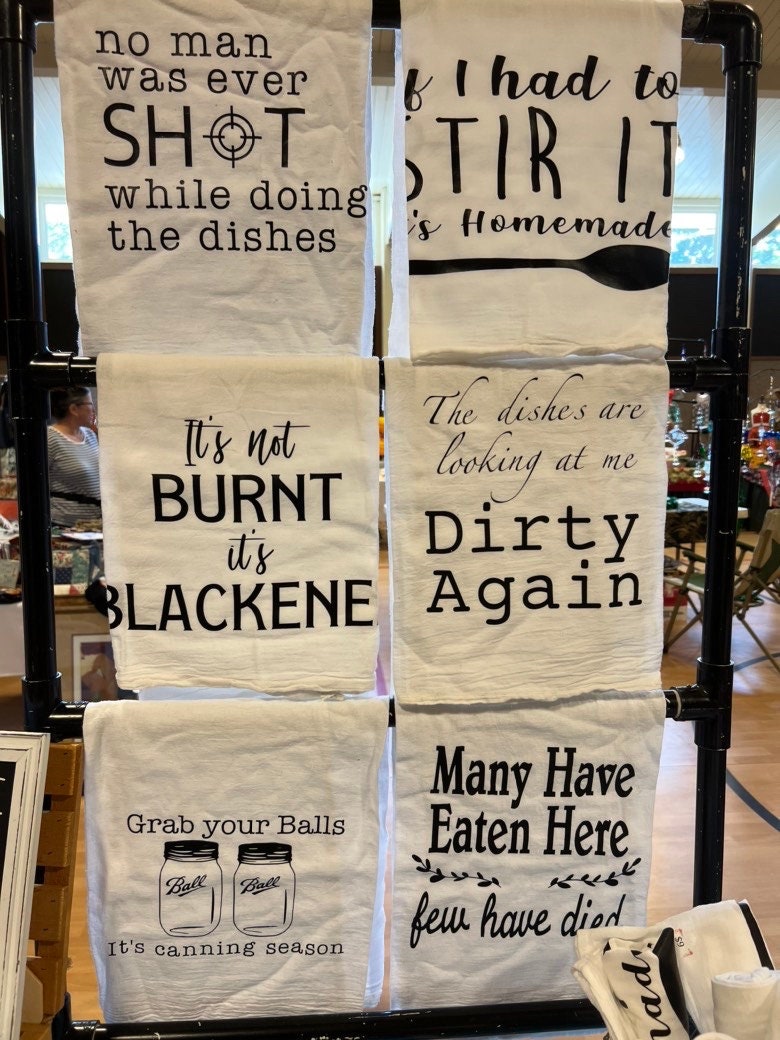 no man
was ever
SHOT
while doing
the dishes
f I had to
STIR IT
's Homemade
It's not
BURNT
it's
BLACKENE
The dishes are
looking at me
Dirty
Again
Grab your Balls
Ball Ball
It's canning season
Many Have
Eaten Here
few have died
$9